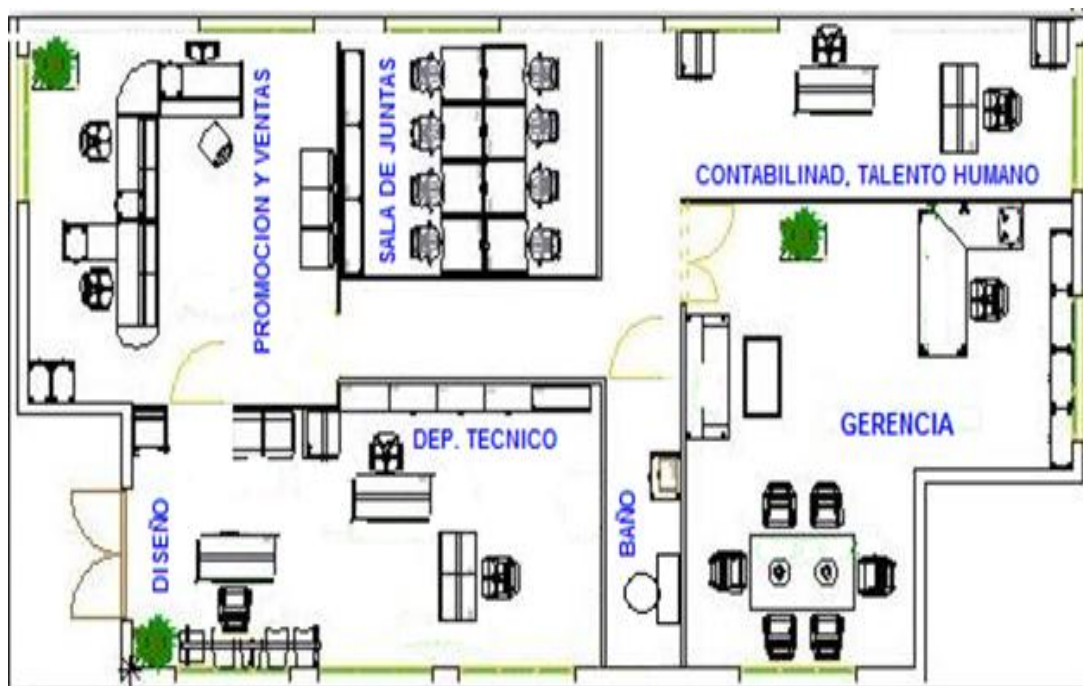 PROMOCION Y VENTAS
SALA DE JUNTAS
CONTABILINAD, TALENTO HUMANO
GERENCIA
DEP. TECNICO
DISEÑO
BAÑO